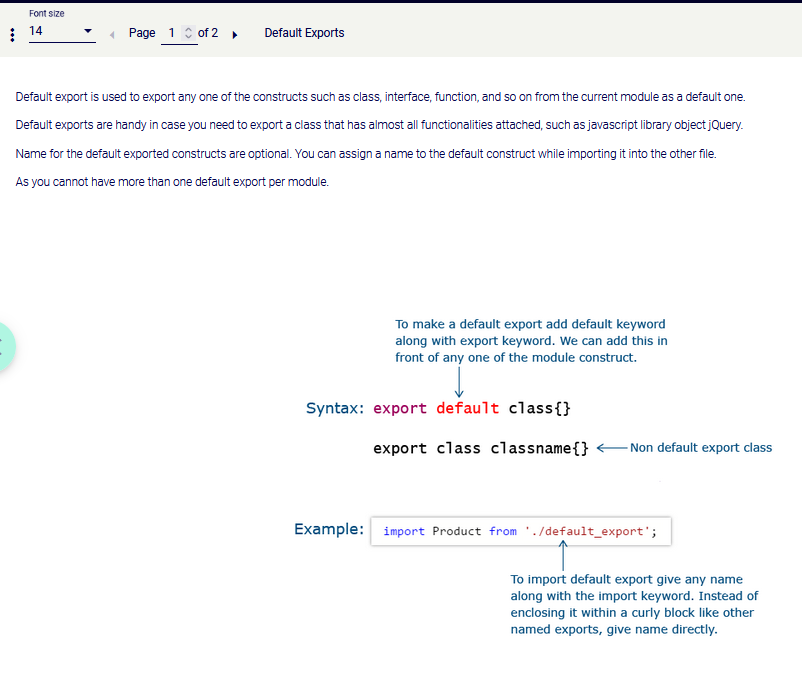 Font size
14
Page 1 of 2
Default Exports
Default export is used to export any one of the constructs such as class, interface, function, and so on from the current module as a default one.
Default exports are handy in case you need to export a class that has almost all functionalities attached, such as javascript library object jQuery.
Name for the default exported constructs are optional. You can assign a name to the default construct while importing it into the other file.
As you cannot have more than one default export per module.
To make a default export add default keyword
along with export keyword. We can add this in
front of any one of the module construct.
Syntax: export default class{}
export class classname{} Non default export class
Example: import Product from './default_export';
To import default export give any name
along with the import keyword. Instead of
enclosing it within a curly block like other
named exports, give name directly.